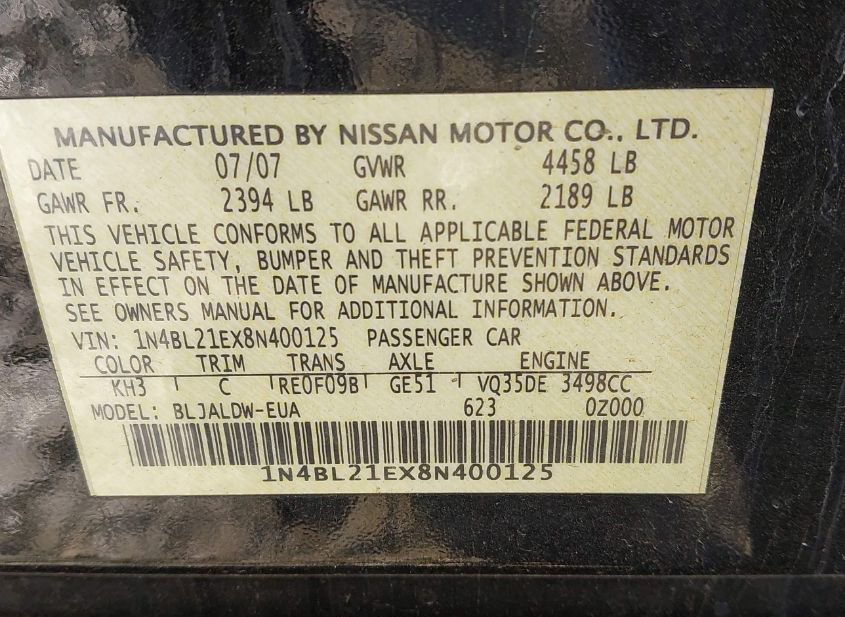 MANUFACTURED BY NISSAN MOTOR CO., LTD.
DATE 07/07 GVWR 4458 LB
GAWR FR. 2394 LB GAWR RR. 2189 LB
THIS VEHICLE CONFORMS TO ALL APPLICABLE FEDERAL MOTOR
VEHICLE SAFETY, BUMPER AND THEFT PREVENTION STANDARDS
IN EFFECT ON THE DATE OF MANUFACTURE SHOWN ABOVE.
SEE OWNERS MANUAL FOR ADDITIONAL INFORMATION.
VIN: 1N4BL21EX8N400125 PASSENGER CAR
COLOR TRIM TRANS AXLE ENGINE
KH3 C RE0F09B GE51 VQ35DE 3498CC
MODEL: BLJALDW-EUA 623 0Z000
1N4BL21EX8N400125